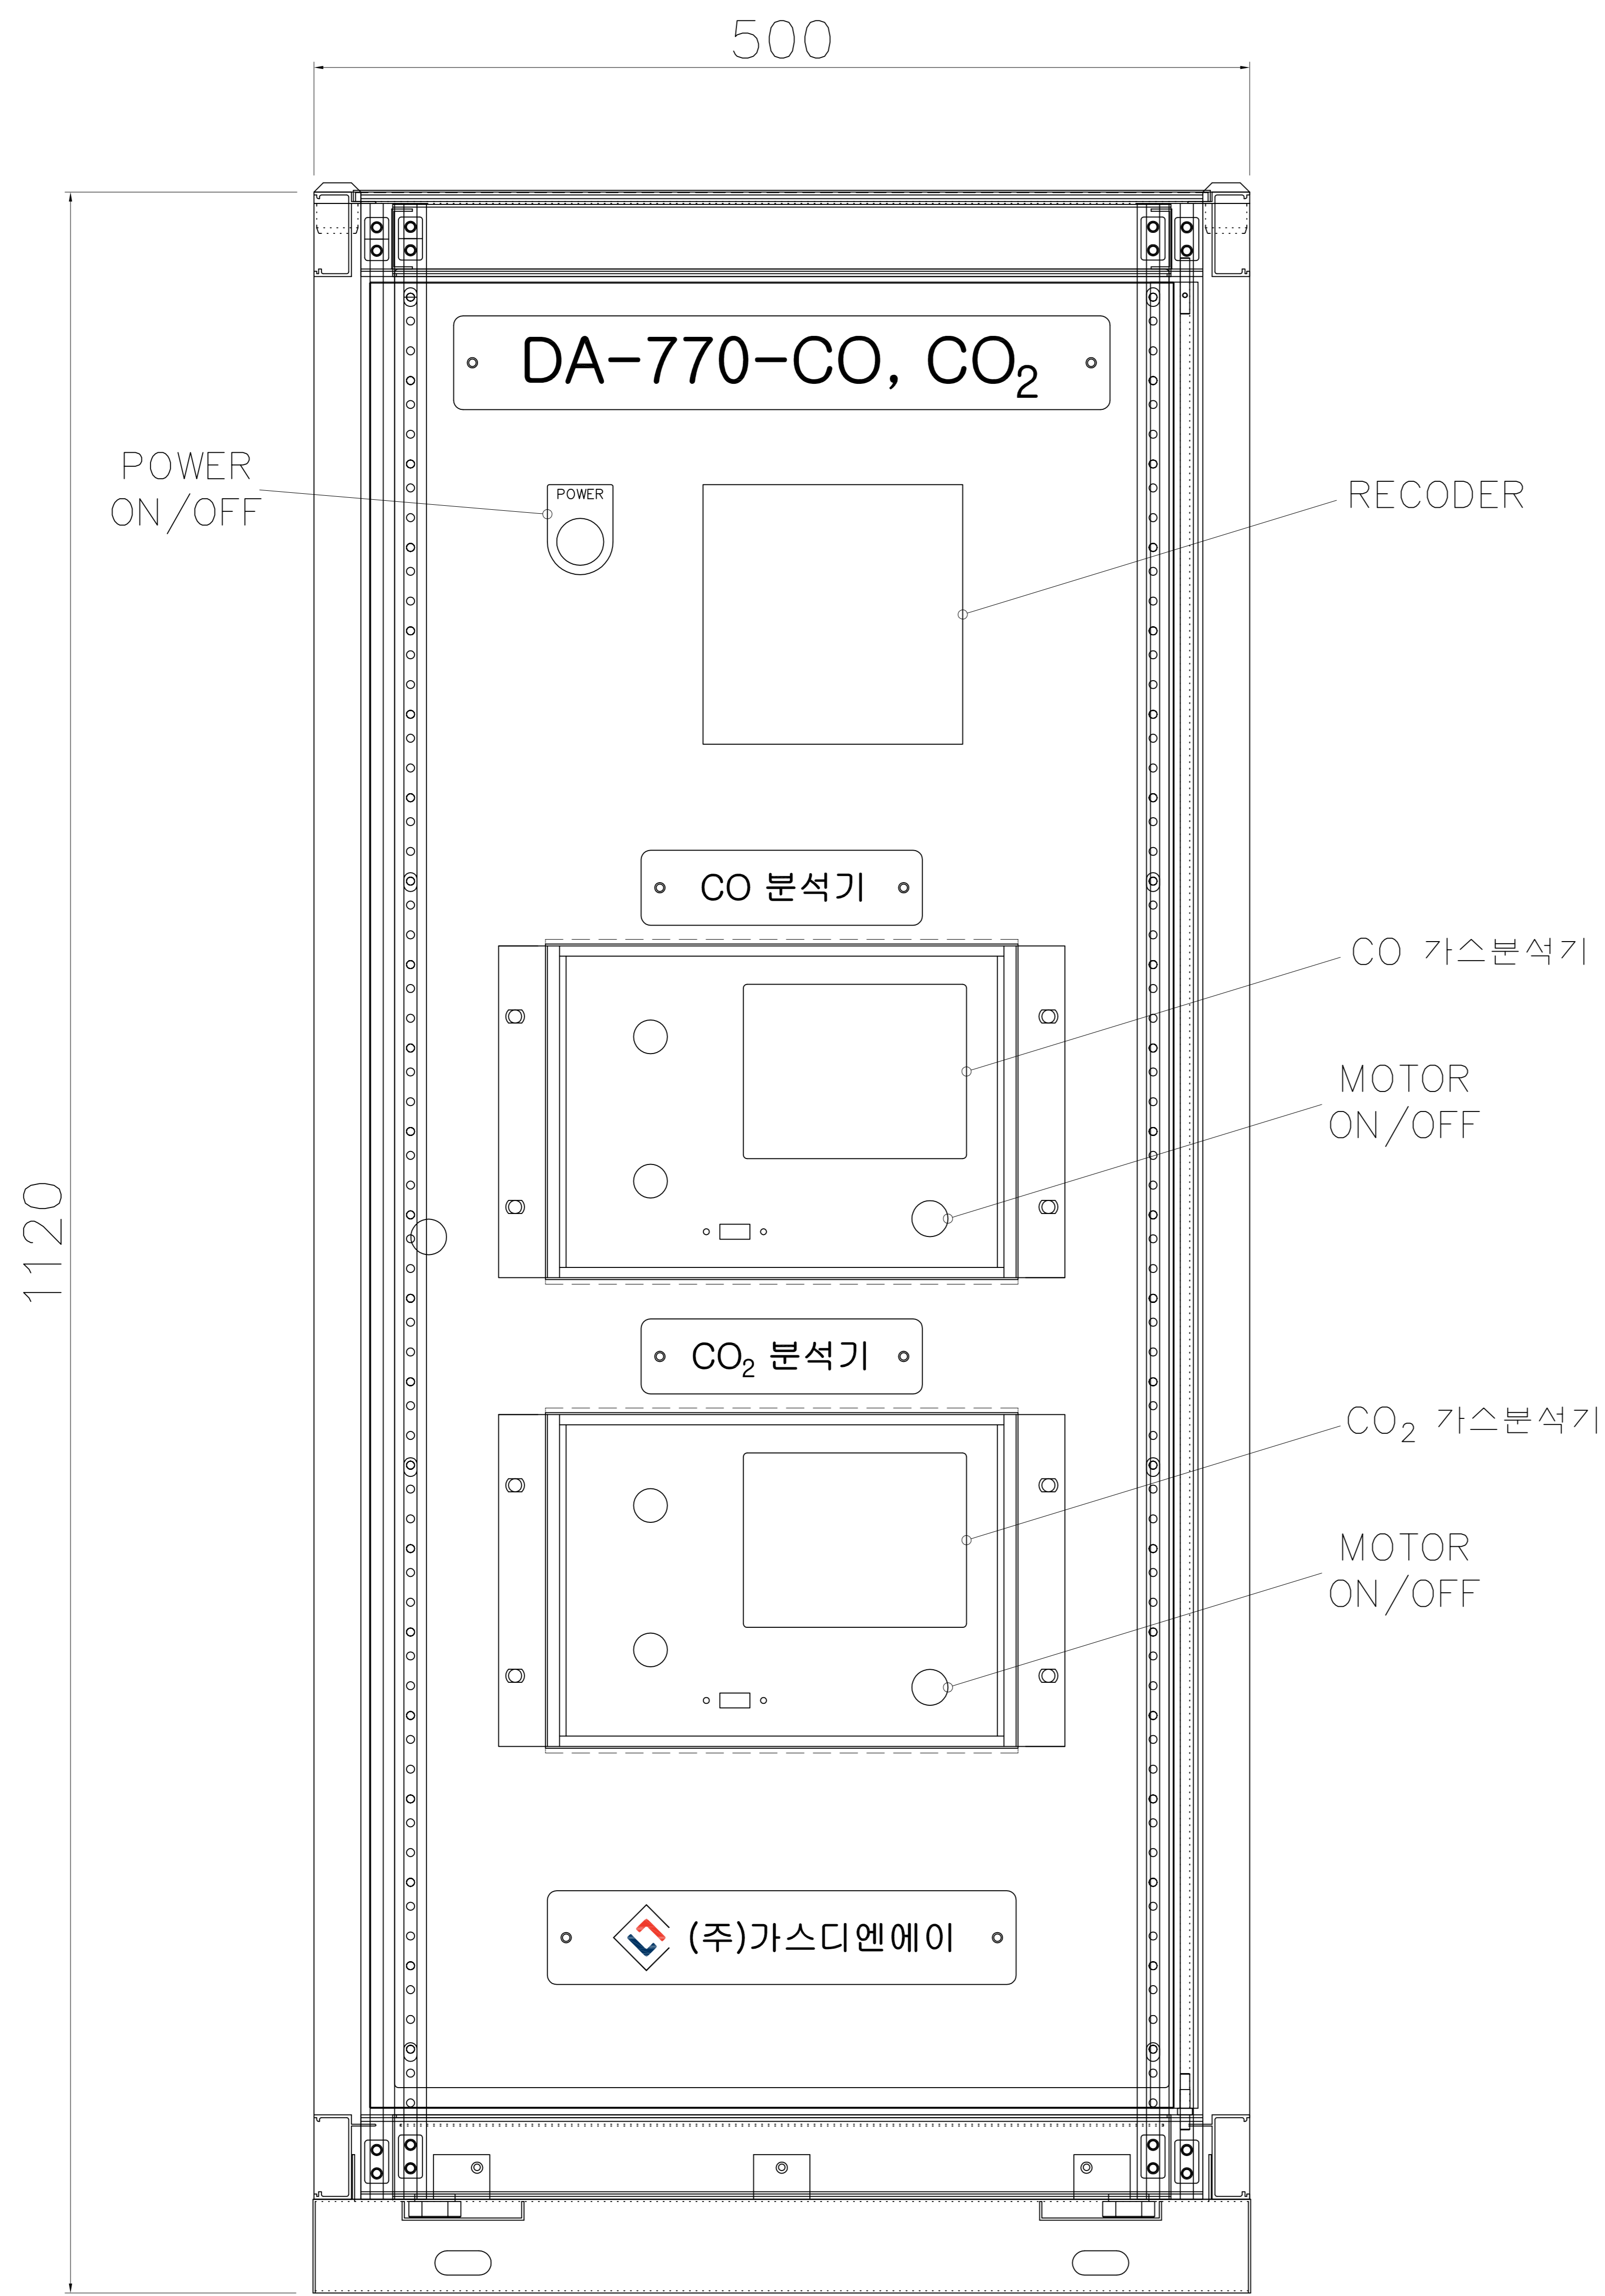 500
1120
DA-770-CO, CO₂
POWER
ON/OFF
POWER
RECODER
CO 분석기
CO 가스분석기
MOTOR
ON/OFF
CO₂ 분석기
CO₂ 가스분석기
MOTOR
ON/OFF
(주)가스디엔에이